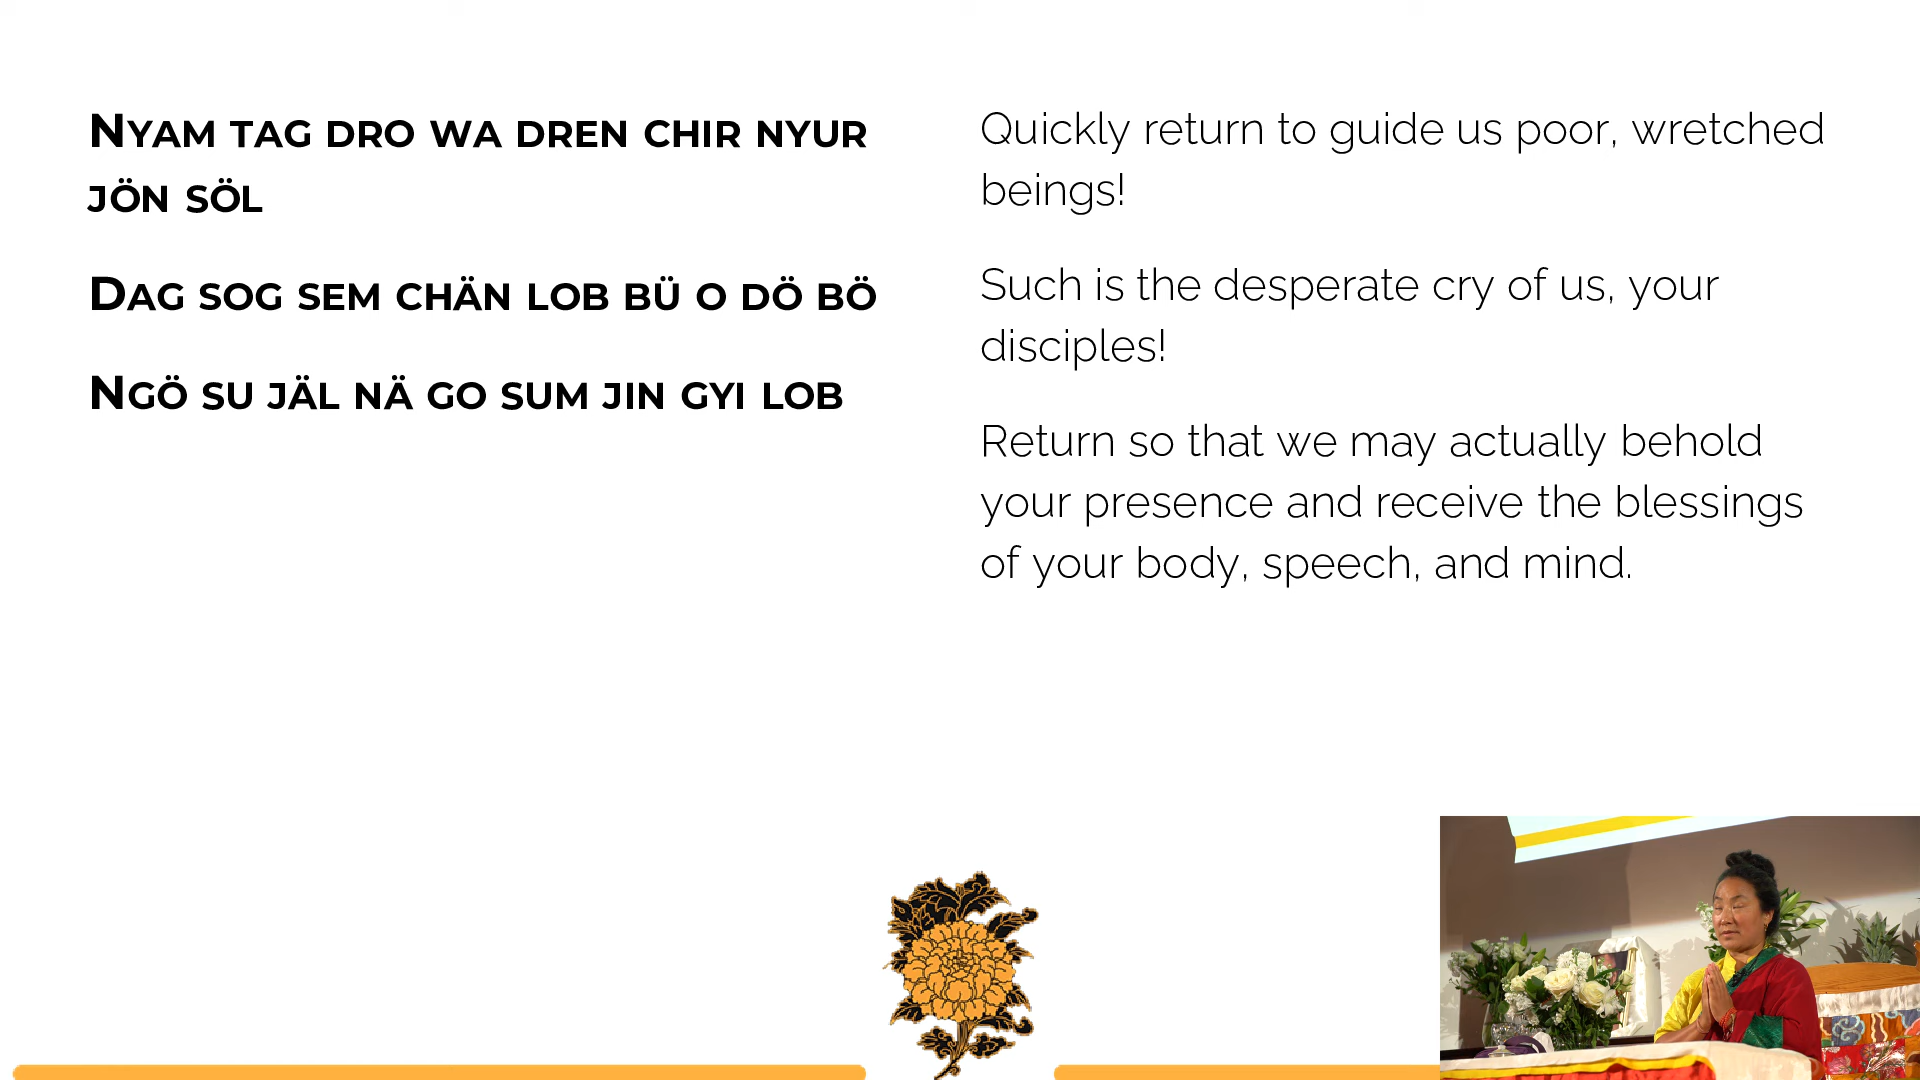 NYAM TAG DRO WA DREN CHIR NYUR
JÖN SÖL
DAG SOG SEM CHÄN LOB BÜ O DÖ BÖ
NGÖ SU JÄL NÄ GO SUM JIN GYI LOB
Quickly return to guide us poor, wretched
beings!
Such is the desperate cry of us, your
disciples!
Return so that we may actually behold
your presence and receive the blessings
of your body, speech, and mind.